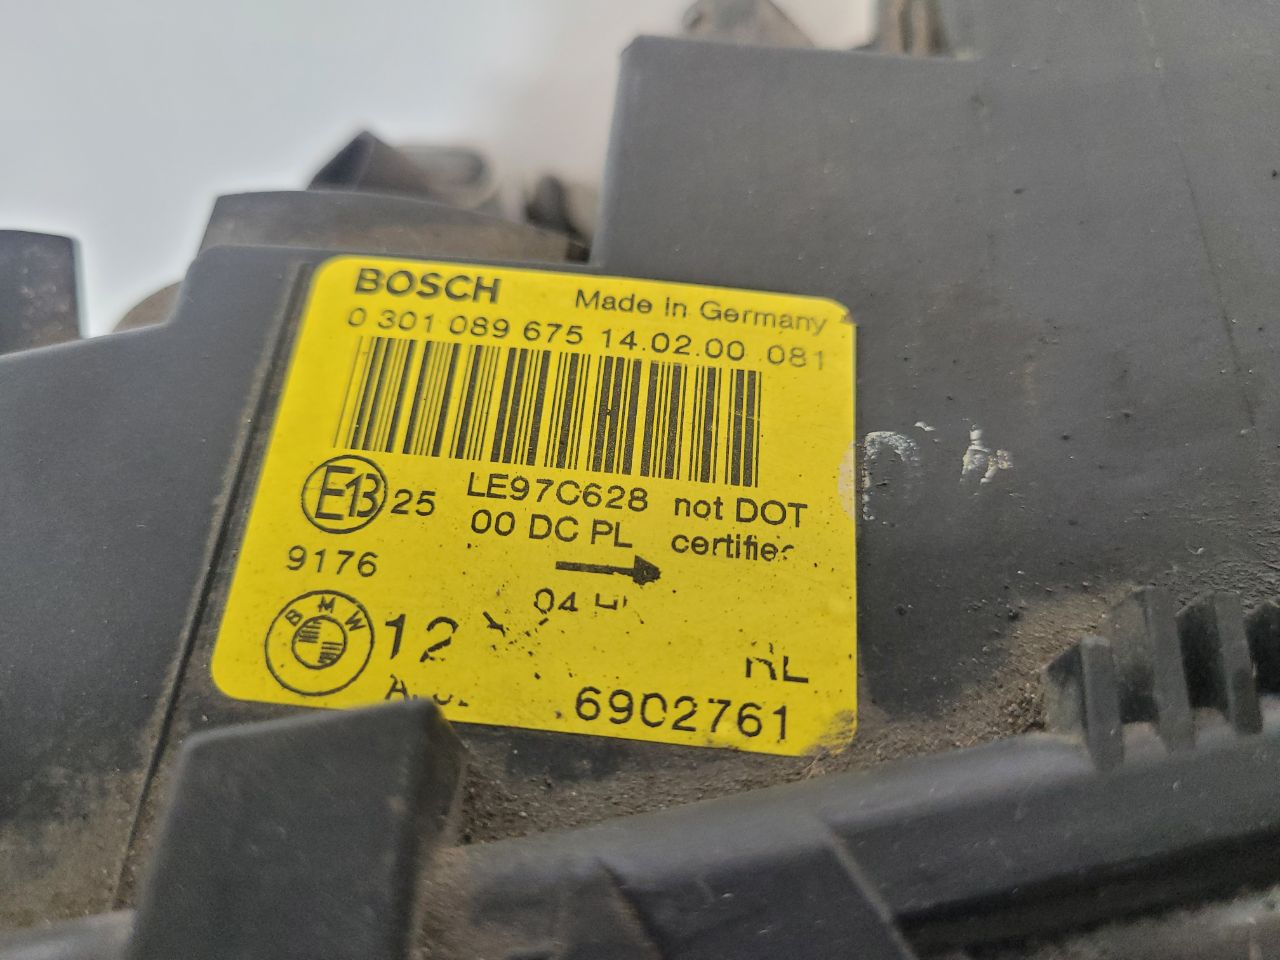 BOSCH Made in Germany
0 301 089 675 14.02.00 081
E13 25 LE97C628 not DOT
00 DC PL
9176
BMW 12
6902761